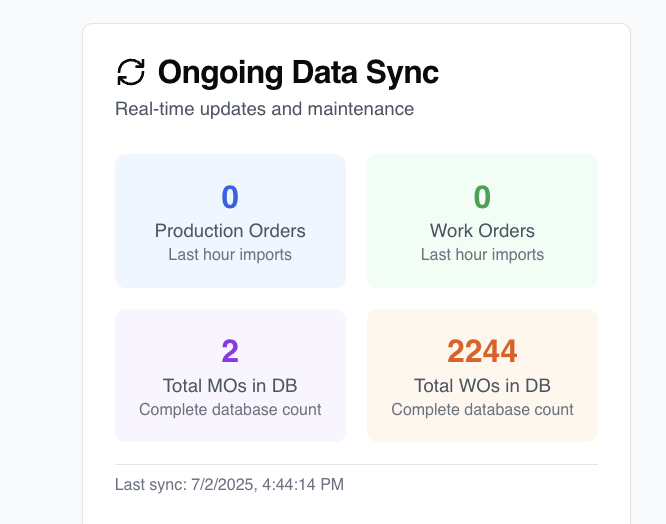 Ongoing Data Sync
Real-time updates and maintenance
0
Production Orders
Last hour imports
0
Work Orders
Last hour imports
2
Total MOs in DB
Complete database count
2244
Total WOs in DB
Complete database count
Last sync: 7/2/2025, 4:44:14 PM